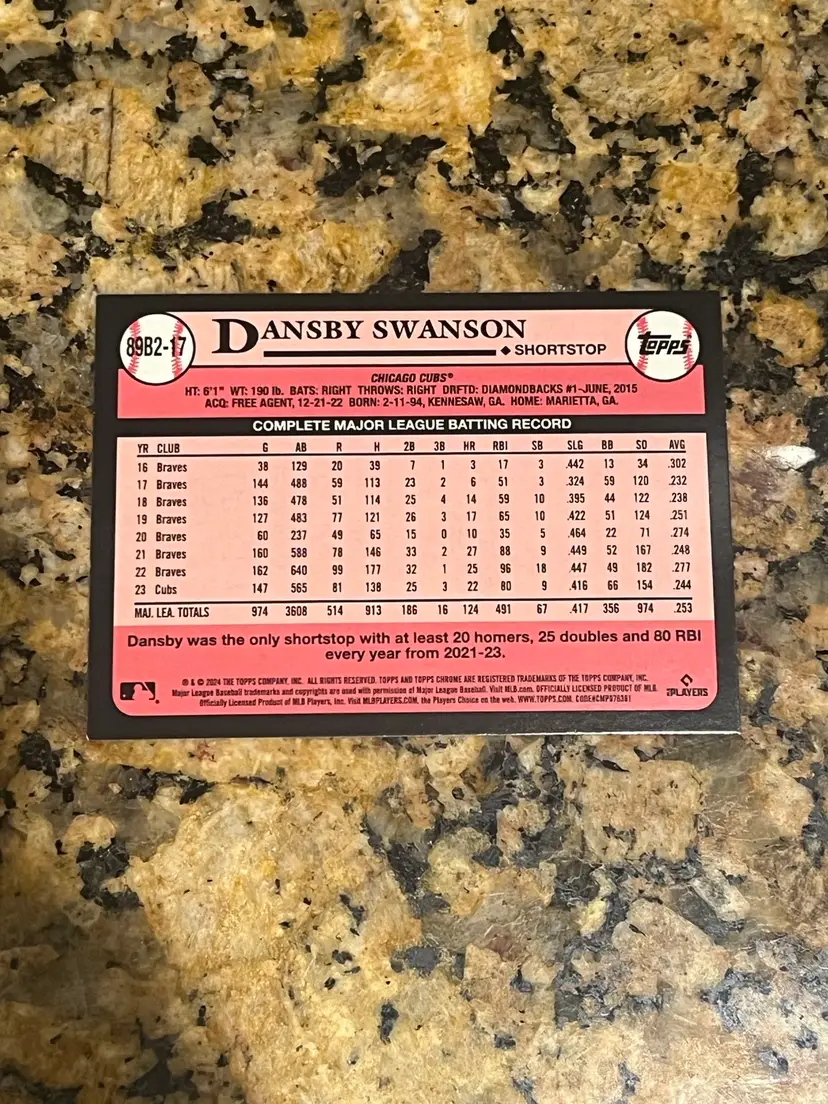 89B2-17
DANSBY SWANSON
◆ SHORTSTOP
TOPPS
CHICAGO CUBS®
HT: 6'1" WT: 190 lb. BATS: RIGHT THROWS: RIGHT DRFTD: DIAMONDBACKS #1-JUNE, 2015
ACQ: FREE AGENT, 12-21-22 BORN: 2-11-94, KENNESAW, GA. HOME: MARIETTA, GA.
COMPLETE MAJOR LEAGUE BATTING RECORD
YR CLUB G AB R H 2B 3B HR RBI SB SLG BB SO AVG
16 Braves 38 129 20 39 7 1 3 17 3 .442 13 34 .302
17 Braves 144 488 59 113 23 2 6 51 3 .324 59 120 .232
18 Braves 136 478 51 114 25 4 14 59 10 .395 44 122 .238
19 Braves 127 483 77 121 26 3 17 65 10 .422 51 124 .251
20 Braves 60 237 49 65 15 0 10 35 5 .464 22 71 .274
21 Braves 160 588 78 146 33 2 27 88 9 .449 52 167 .248
22 Braves 162 640 99 177 32 1 25 96 18 .447 49 182 .277
23 Cubs 147 565 81 138 25 3 22 80 9 .416 66 154 .244
MAJ. LEA. TOTALS 974 3608 514 913 186 16 124 491 67 .417 356 974 .253
Dansby was the only shortstop with at least 20 homers, 25 doubles and 80 RBI
every year from 2021-23.
® & © 2024 THE TOPPS COMPANY, INC. ALL RIGHTS RESERVED. TOPPS AND TOPPS CHROME ARE REGISTERED TRADEMARKS OF THE TOPPS COMPANY, INC.
Major League Baseball trademarks and copyrights are used with permission of Major League Baseball. Visit MLB.com. OFFICIALLY LICENSED PRODUCT OF MLB
Officially Licensed Product of MLB Players, Inc. Visit MLBPLAYERS.COM, the Players Choice on the web. WWW.TOPPS.COM. CODE#CMP076381
PLAYERS